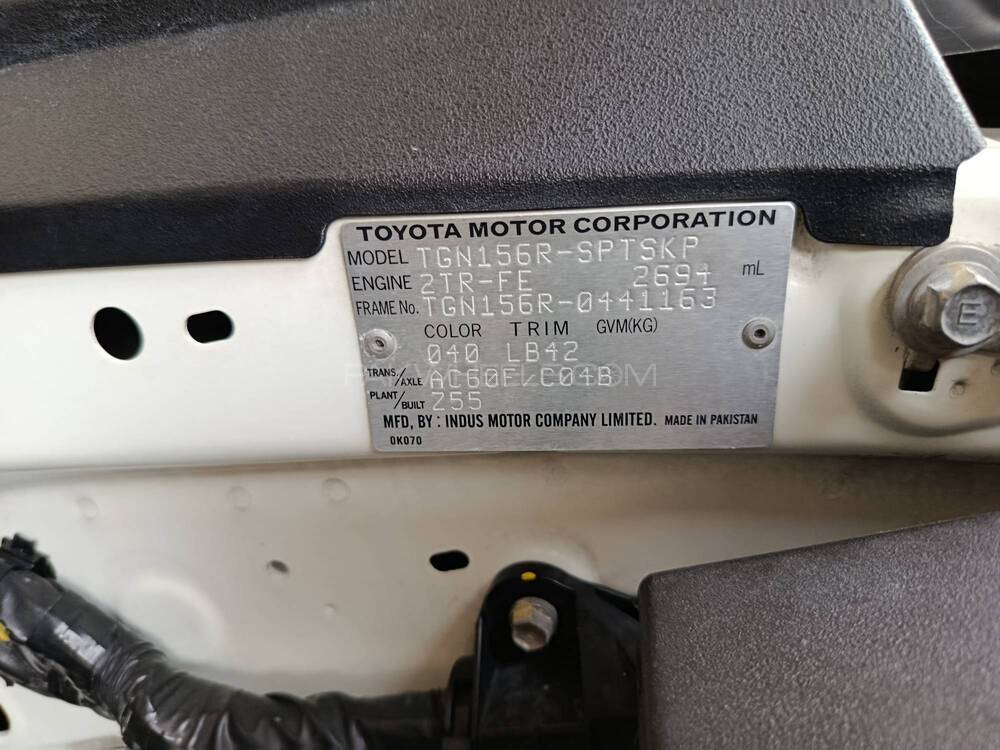 TOYOTA MOTOR CORPORATION
MODEL TGN156R-SPTSKP
ENGINE 2TR-FE 2694 mL
FRAME No. TGN156R-0441163
COLOR TRIM GVM(KG)
040 LB42
TRANS./AXLE AC60F/C04B
PLANT/BUILT Z55
MFD, BY : INDUS MOTOR COMPANY LIMITED. MADE IN PAKISTAN
0K070
E